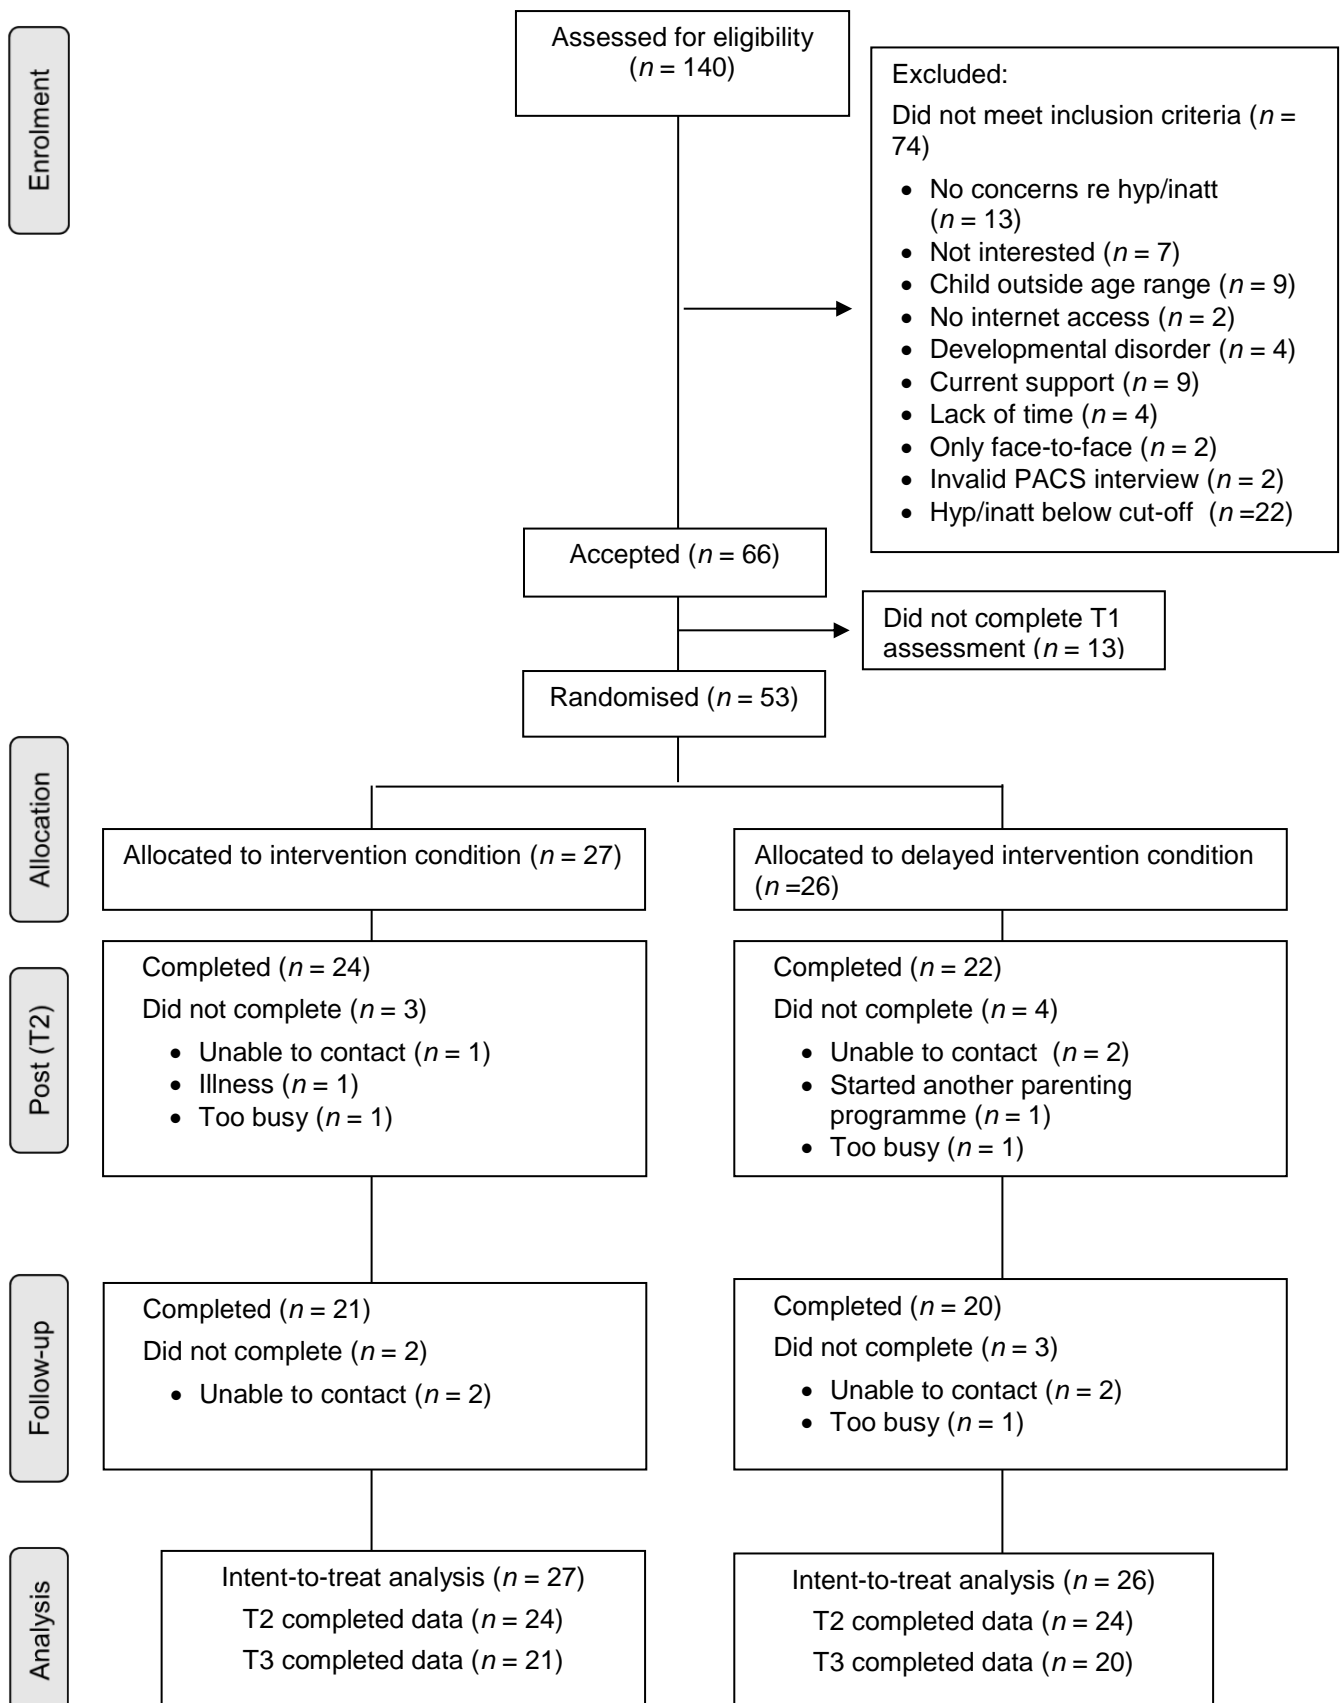 Enrolment
Assessed for eligibility
(n = 140)
Excluded:
Did not meet inclusion criteria (n =
74)
• No concerns re hyp/inatt
(n = 13)
• Not interested (n = 7)
• Child outside age range (n = 9)
• No internet access (n = 2)
• Developmental disorder (n = 4)
• Current support (n = 9)
• Lack of time (n = 4)
• Only face-to-face (n = 2)
• Invalid PACS interview (n = 2)
• Hyp/inatt below cut-off (n =22)
Accepted (n = 66)
Did not complete T1
assessment (n = 13)
Randomised (n = 53)
Allocation
Allocated to intervention condition (n = 27)
Allocated to delayed intervention condition
(n =26)
Post (T2)
Completed (n = 24)
Did not complete (n = 3)
• Unable to contact (n = 1)
• Illness (n = 1)
• Too busy (n = 1)
Completed (n = 22)
Did not complete (n = 4)
• Unable to contact (n = 2)
• Started another parenting
programme (n = 1)
• Too busy (n = 1)
Follow-up
Completed (n = 21)
Did not complete (n = 2)
• Unable to contact (n = 2)
Completed (n = 20)
Did not complete (n = 3)
• Unable to contact (n = 2)
• Too busy (n = 1)
Analysis
Intent-to-treat analysis (n = 27)
T2 completed data (n = 24)
T3 completed data (n = 21)
Intent-to-treat analysis (n = 26)
T2 completed data (n = 24)
T3 completed data (n = 20)